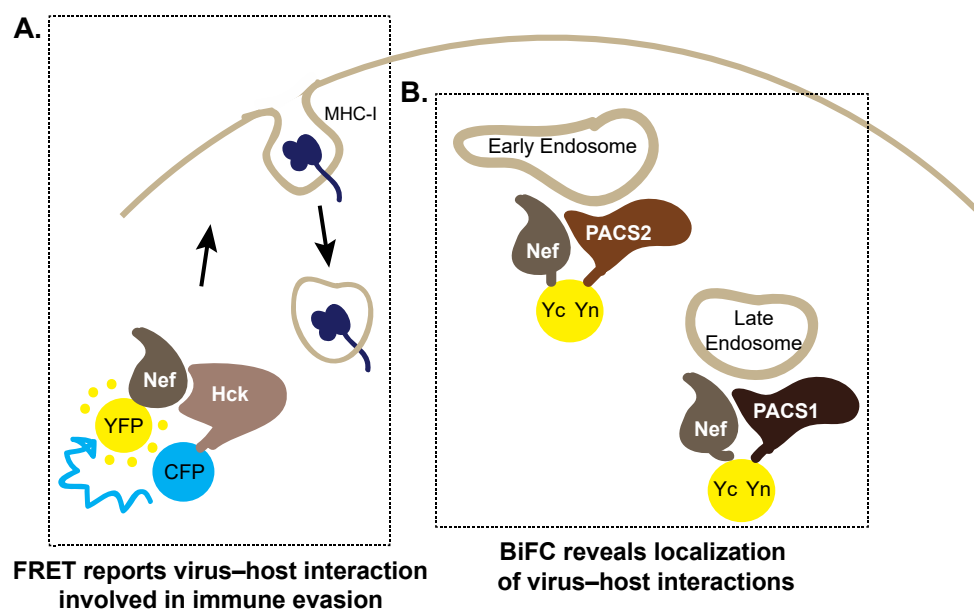 A.
MHC-I
Nef
Hck
YFP
CFP
FRET reports virus–host interaction
involved in immune evasion
B.
Early Endosome
Nef
PACS2
Yc Yn
Late
Endosome
Nef
PACS1
Yc Yn
BiFC reveals localization
of virus–host interactions